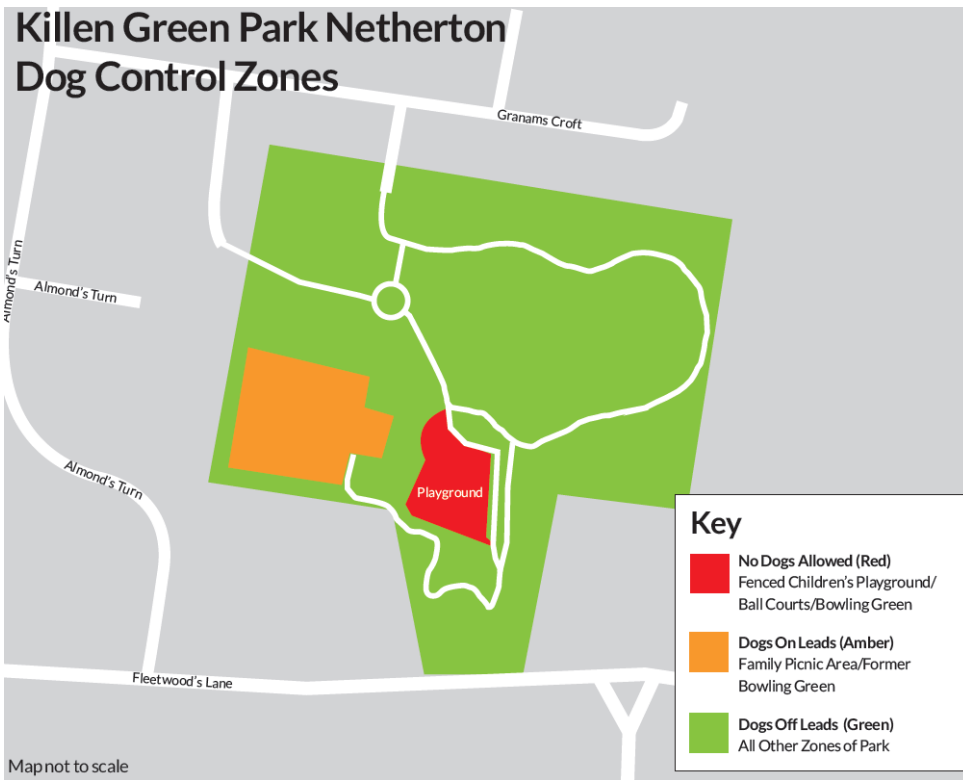 Killen Green Park Netherton
Dog Control Zones
Granams Croft
Almond's Turn
Almond's Turn
Playground
Almond's Turn
Fleetwood's Lane
Map not to scale
Key
No Dogs Allowed (Red)
Fenced Children's Playground/
Ball Courts/Bowling Green
Dogs On Leads (Amber)
Family Picnic Area/Former
Bowling Green
Dogs Off Leads (Green)
All Other Zones of Park